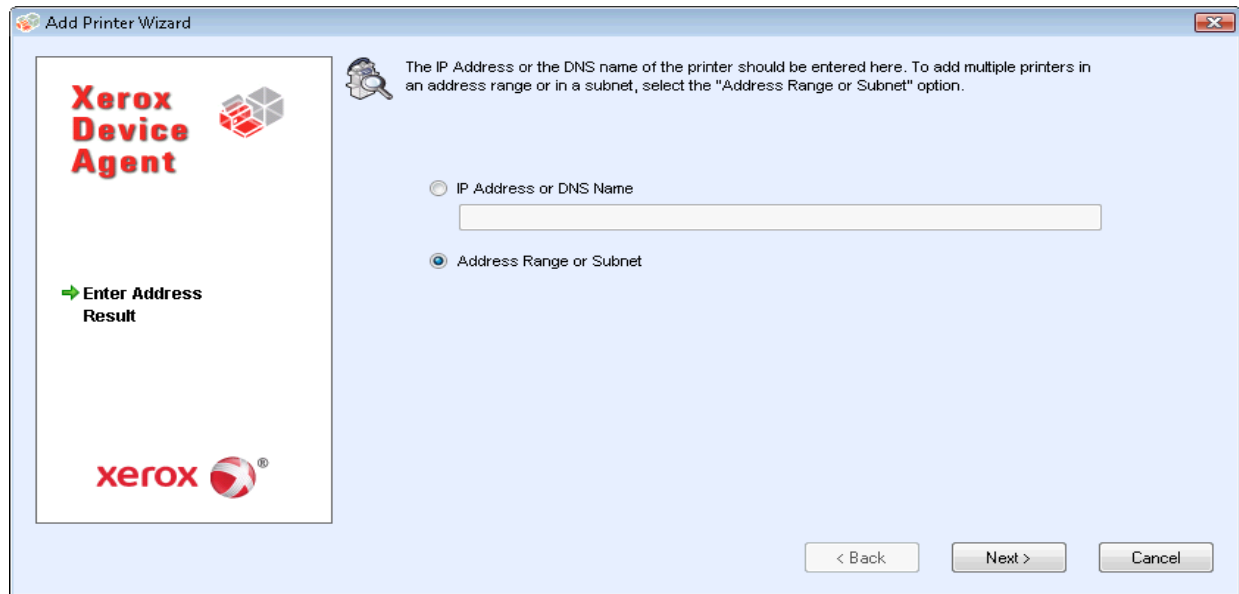 Add Printer Wizard
Xerox
Device
Agent
The IP Address or the DNS name of the printer should be entered here. To add multiple printers in
an address range or in a subnet, select the "Address Range or Subnet" option.
IP Address or DNS Name
Address Range or Subnet
Enter Address
Result
xerox ®
< Back
Next >
Cancel